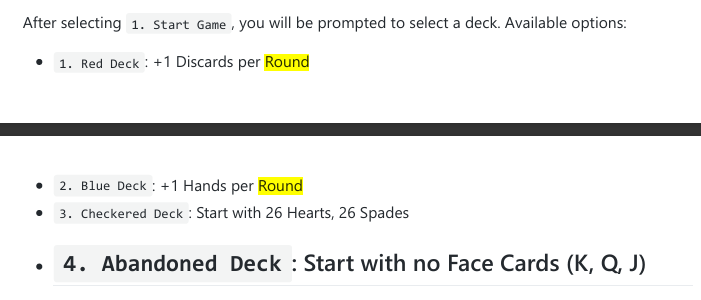 After selecting 1. Start Game, you will be prompted to select a deck. Available options:
• 1. Red Deck: +1 Discards per Round
• 2. Blue Deck: +1 Hands per Round
• 3. Checkered Deck: Start with 26 Hearts, 26 Spades
• 4. Abandoned Deck: Start with no Face Cards (K, Q, J)